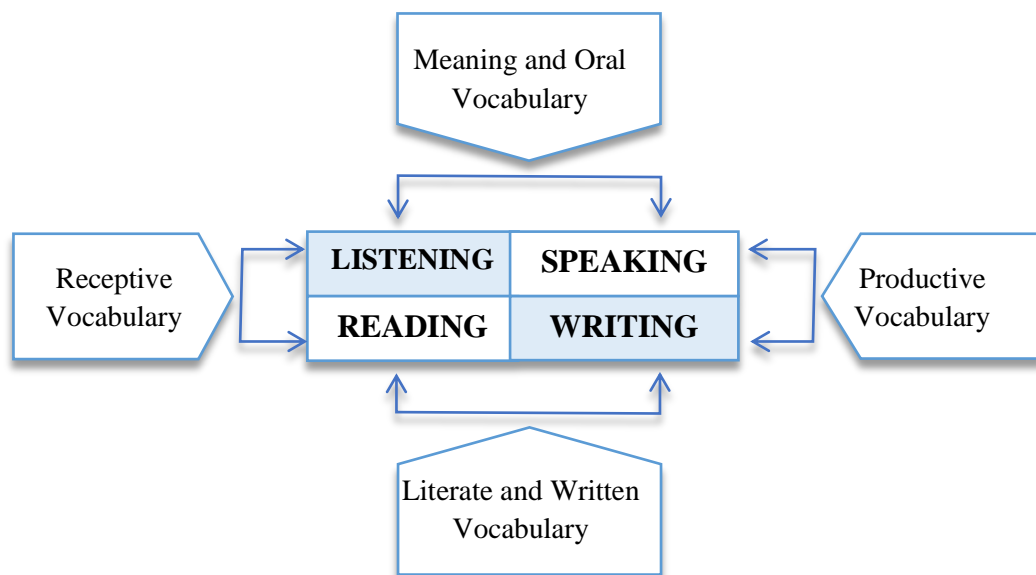 Meaning and Oral
Vocabulary
LISTENING
SPEAKING
Receptive
Vocabulary
Productive
Vocabulary
READING
WRITING
Literate and Written
Vocabulary